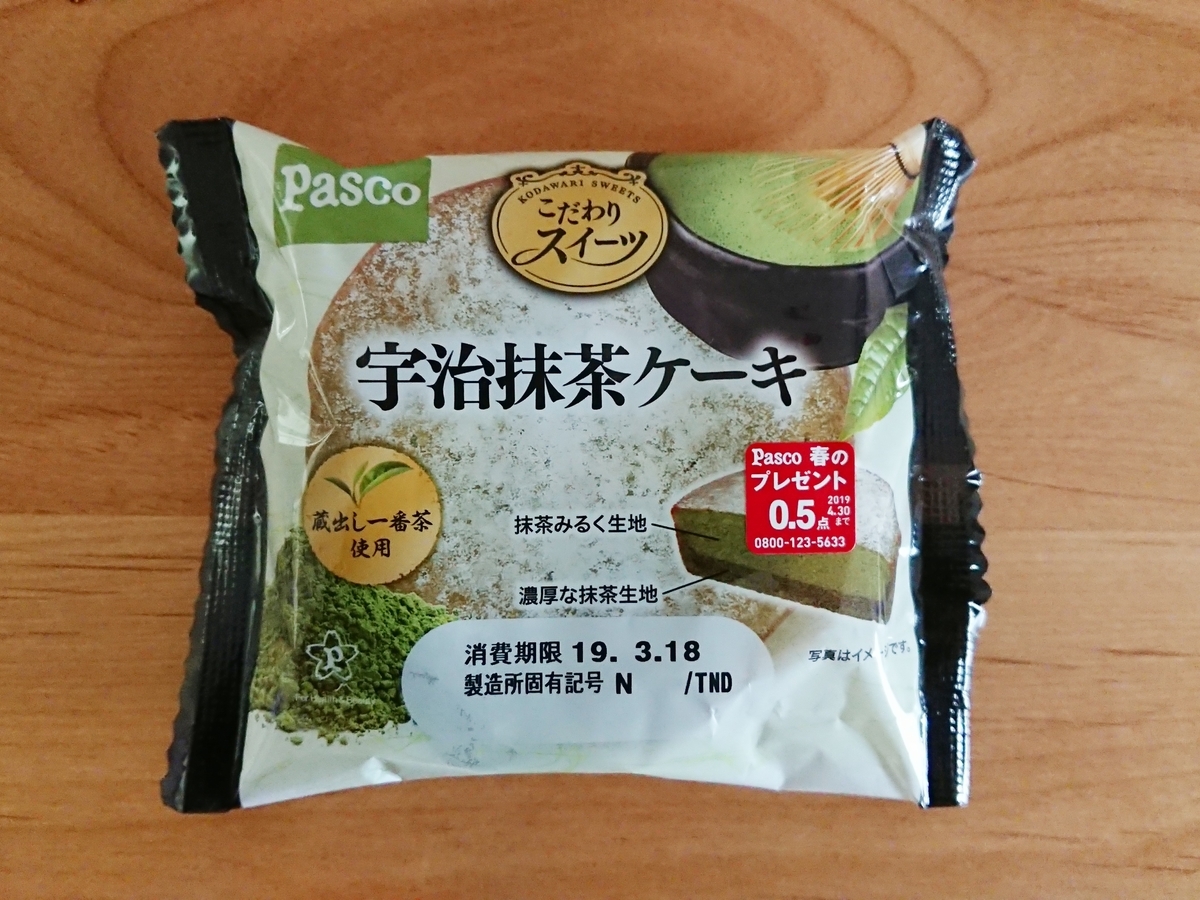 Pasco
KODAWARI SWEETS
こだわり
スイーツ
宇治抹茶ケーキ
Pasco 春の
プレゼント
0.5点
2019
4.30
まで
0800-123-5633
蔵出し一番茶
使用
抹茶みるく生地
濃厚な抹茶生地
消費期限 19. 3.18
製造所固有記号 N /TND
写真はイメージです。